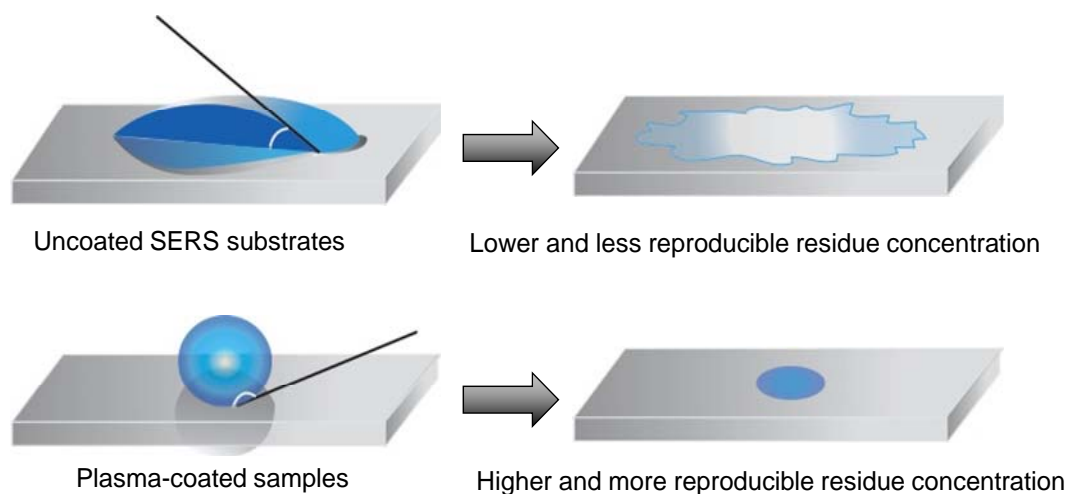 Uncoated SERS substrates
Lower and less reproducible residue concentration
Plasma-coated samples
Higher and more reproducible residue concentration